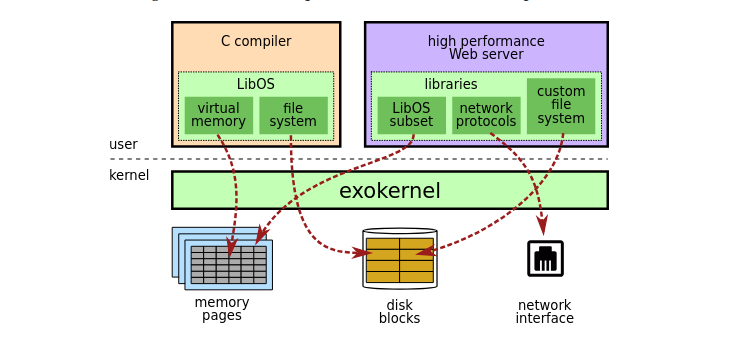 C compiler
high performance
Web server
LibOS
libraries
virtual
memory
file
system
LibOS
subset
network
protocols
custom
file
system
user
kernel
exokernel
memory
pages
disk
blocks
network
interface